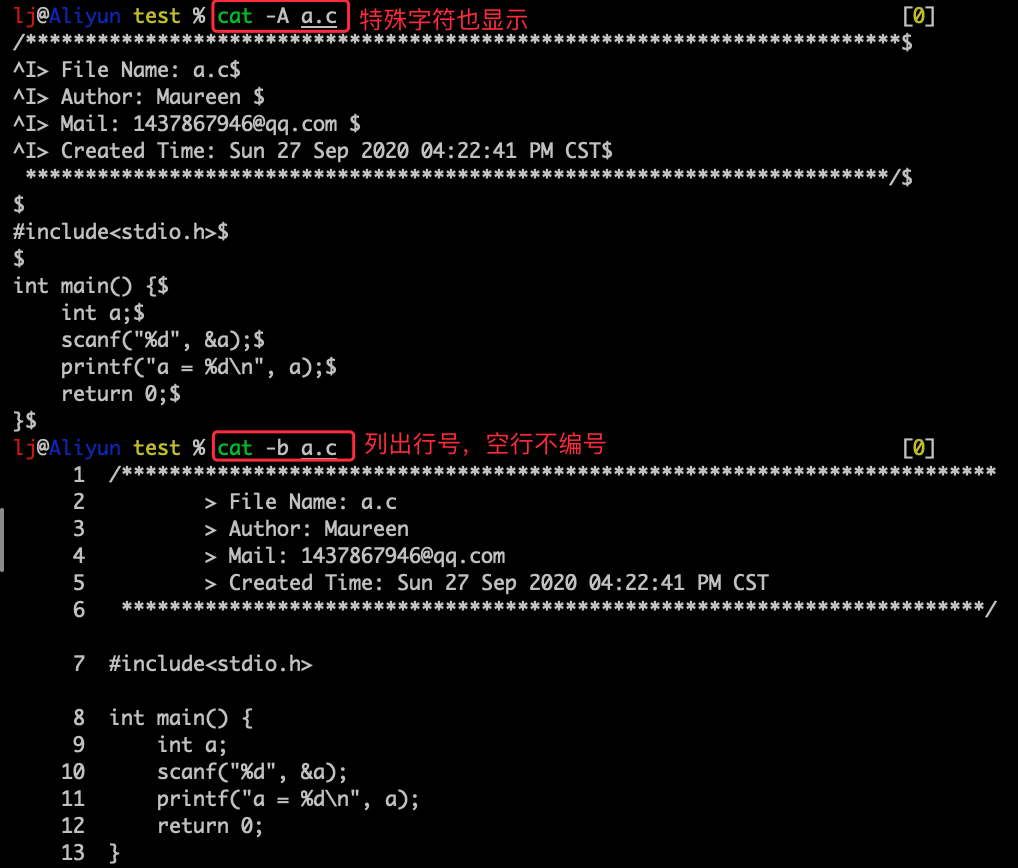 lj@Aliyun test % cat -A a.c 特殊字符也显示 [0]
/*************************************************************************$
^I> File Name: a.c$
^I> Author: Maureen $
^I> Mail: 1437867946@qq.com $
^I> Created Time: Sun 27 Sep 2020 04:22:41 PM CST$
 ************************************************************************/$
$
#include<stdio.h>$
$
int main() {$
    int a;$
    scanf("%d", &a);$
    printf("a = %d\n", a);$
    return 0;$
}$
lj@Aliyun test % cat -b a.c 列出行号，空行不编号 [0]
     1  /*************************************************************************
     2          > File Name: a.c
     3          > Author: Maureen
     4          > Mail: 1437867946@qq.com
     5          > Created Time: Sun 27 Sep 2020 04:22:41 PM CST
     6   ************************************************************************/
     7  #include<stdio.h>
     8  int main() {
     9      int a;
    10      scanf("%d", &a);
    11      printf("a = %d\n", a);
    12      return 0;
    13  }